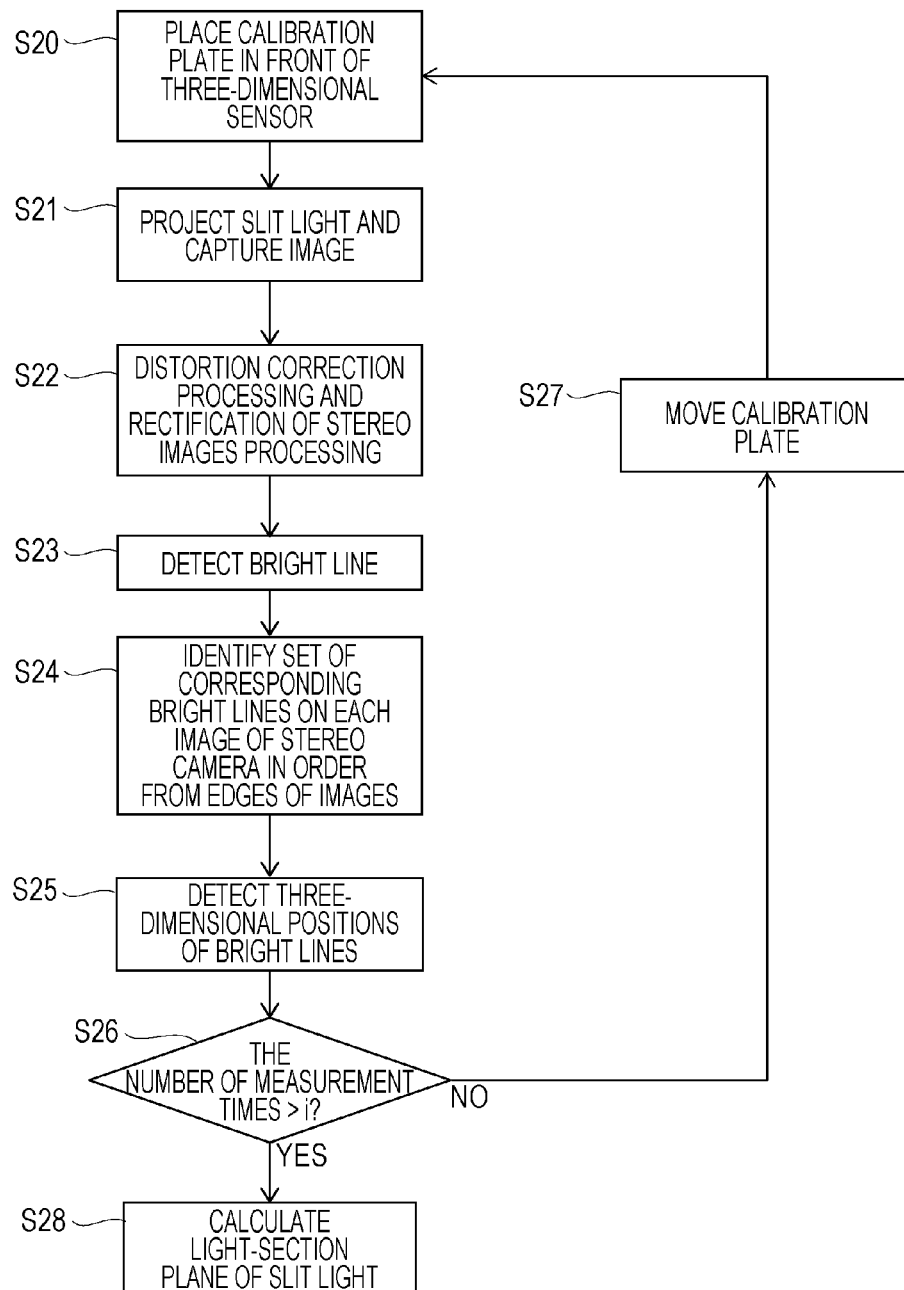 S20
PLACE CALIBRATION
PLATE IN FRONT OF
THREE-DIMENSIONAL
SENSOR
S21
PROJECT SLIT LIGHT AND
CAPTURE IMAGE
S22
DISTORTION CORRECTION
PROCESSING AND
RECTIFICATION OF STEREO
IMAGES PROCESSING
S27
MOVE CALIBRATION
PLATE
S23
DETECT BRIGHT LINE
S24
IDENTIFY SET OF
CORRESPONDING
BRIGHT LINES ON EACH
IMAGE OF STEREO
CAMERA IN ORDER
FROM EDGES OF IMAGES
S25
DETECT THREE-
DIMENSIONAL POSITIONS
OF BRIGHT LINES
S26
THE
NUMBER OF MEASUREMENT
TIMES > i?
NO
YES
S28
CALCULATE
LIGHT-SECTION
PLANE OF SLIT LIGHT